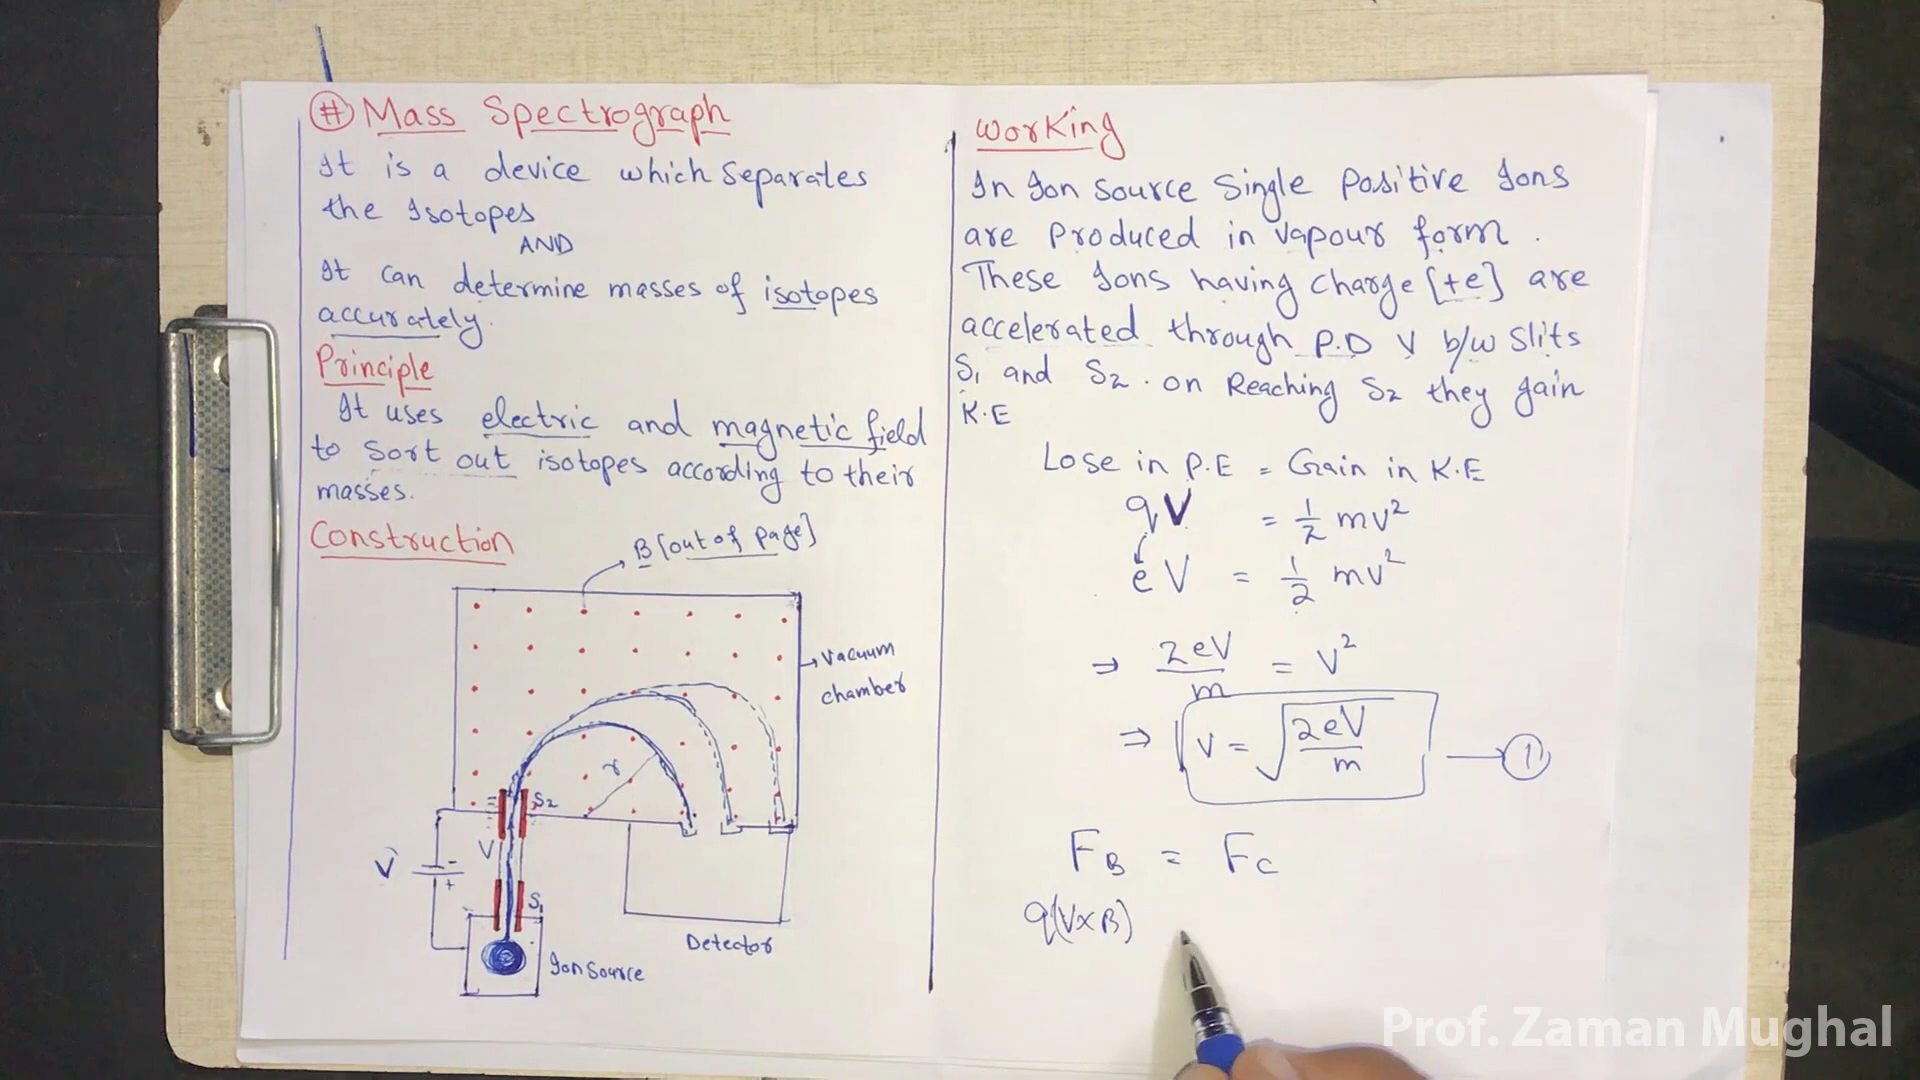 # Mass Spectrograph
It is a device which separates
the Isotopes
AND
It can determine masses of isotopes
accurately.
Principle
It uses electric and magnetic field
to sort out isotopes according to their
masses.
Construction
B [out of page]
Vacuum
chamber
r
S2
V
V
-
+
S1
Detector
Ion Source
Working
In Ion source Single Positive Ions
are produced in vapour form.
These Ions having charge [+e] are
accelerated through P.D V b/w Slits
S1 and S2. on Reaching S2 they gain
K.E
Lose in P.E = Gain in K.E
qV = 1/2 mv²
eV = 1/2 mv²
⇒ 2eV/m = V²
⇒ V = √2eV/m → 1
FB = FC
q(V×B)
Prof. Zaman Mughal